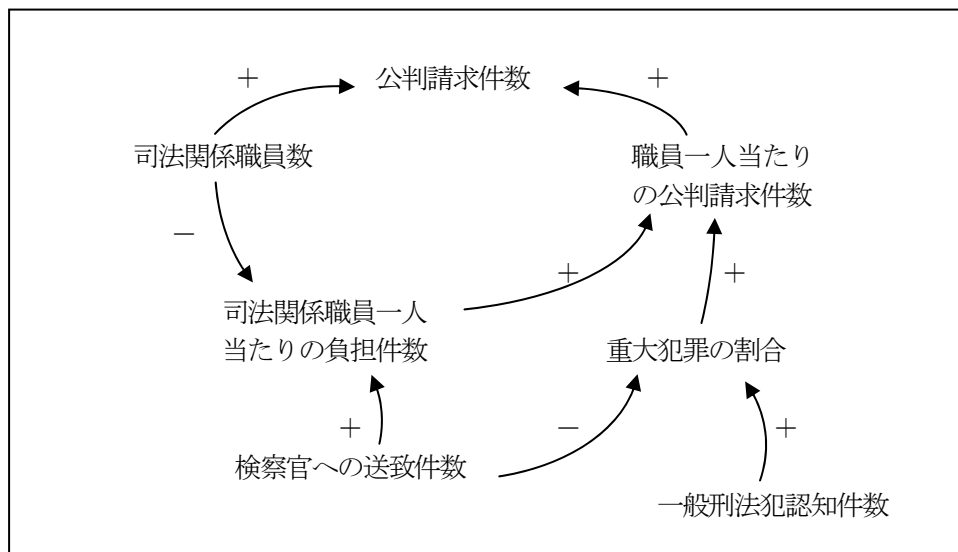 ＋
公判請求件数
＋
司法関係職員数
職員一人当たり
の公判請求件数
－
＋
＋
司法関係職員一人
当たりの負担件数
重大犯罪の割合
＋
－
＋
検察官への送致件数
一般刑法犯認知件数